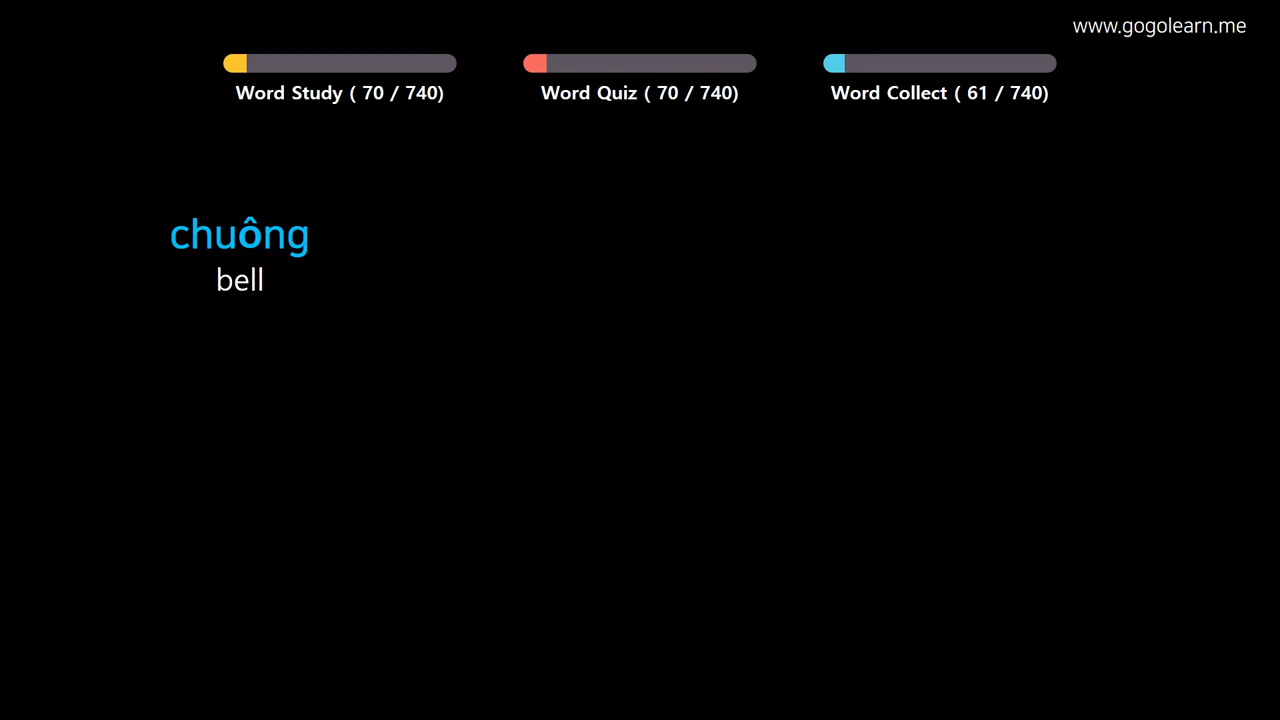 www.gogolearn.me
Word Study ( 70 / 740)
Word Quiz ( 70 / 740)
Word Collect ( 61 / 740)
chuông
bell